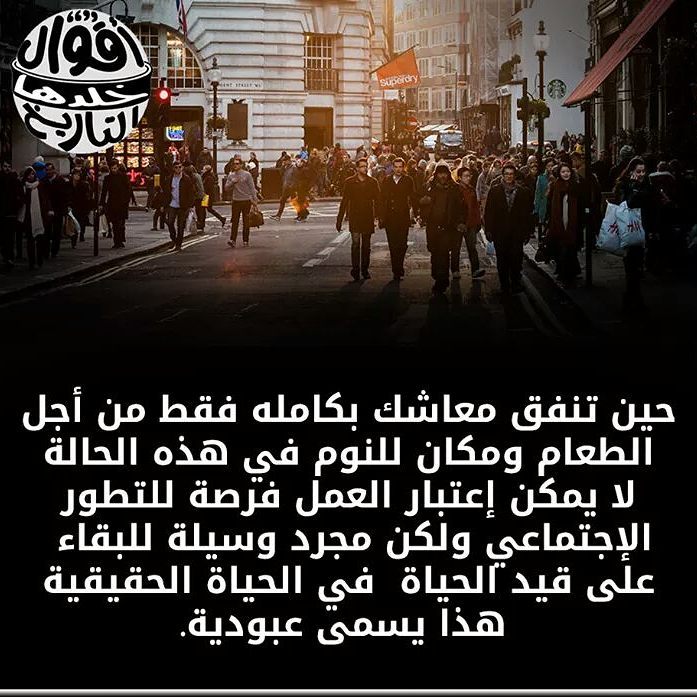 أقوال
خلدها
التاريخ
Superdry
حين تنفق معاشك بكامله فقط من أجل
الطعام ومكان للنوم في هذه الحالة
لا يمكن إعتبار العمل فرصة للتطور
الإجتماعي ولكن مجرد وسيلة للبقاء
على قيد الحياة في الحياة الحقيقية
هذا يسمى عبودية.